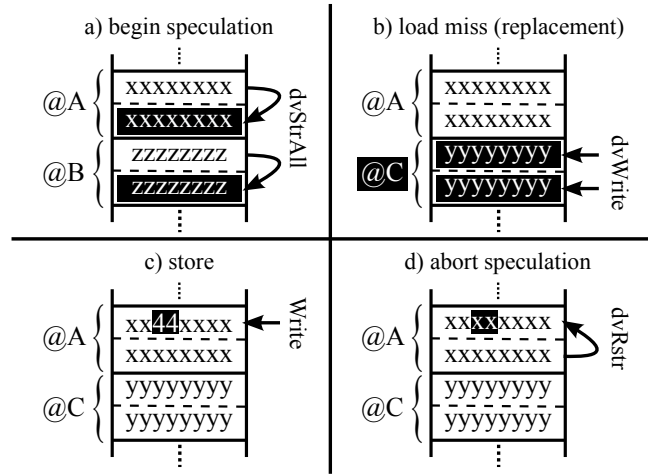 a) begin speculation
@A
xxxxxxxx
xxxxxxxx
@B
zzzzzzzz
zzzzzzzz
dvStrAll
b) load miss (replacement)
@A
xxxxxxxx
xxxxxxxx
@C
yyyyyyyy
yyyyyyyy
dvWrite
c) store
@A
xx44xxxx
xxxxxxxx
@C
yyyyyyyy
yyyyyyyy
Write
d) abort speculation
@A
xxxxxxxx
xxxxxxxx
@C
yyyyyyyy
yyyyyyyy
dvRstr